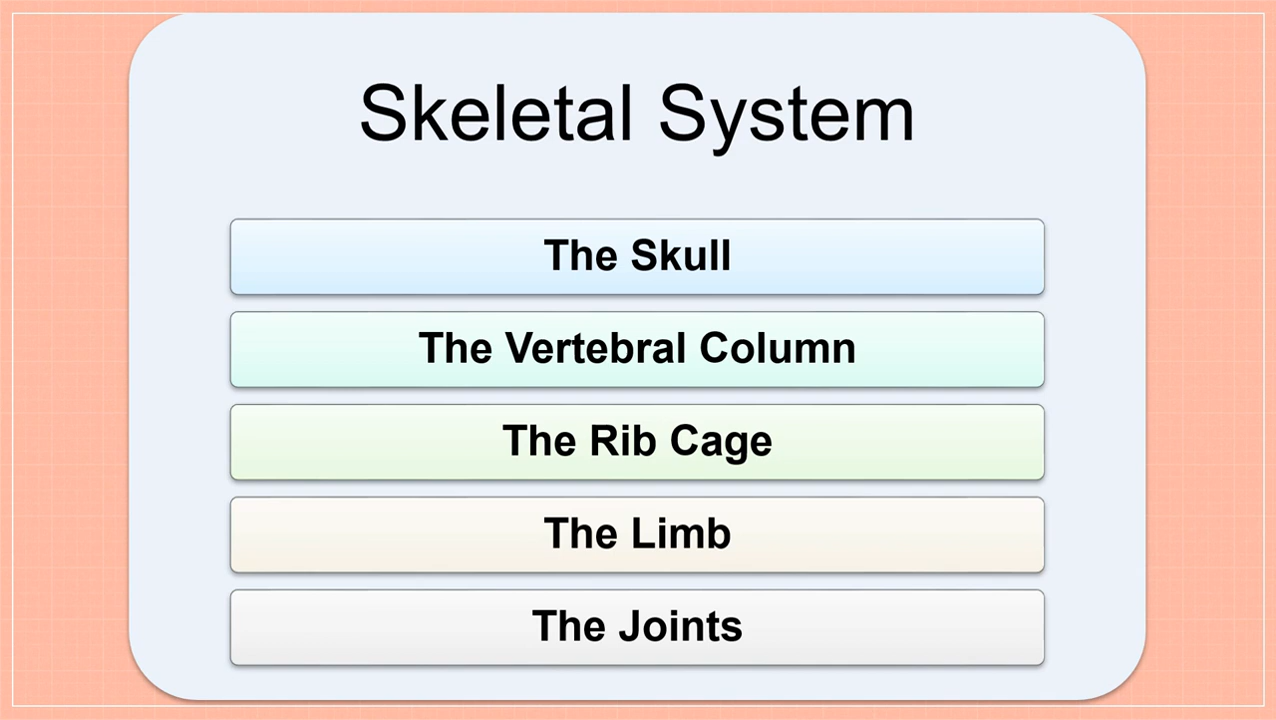 Skeletal System
The Skull
The Vertebral Column
The Rib Cage
The Limb
The Joints